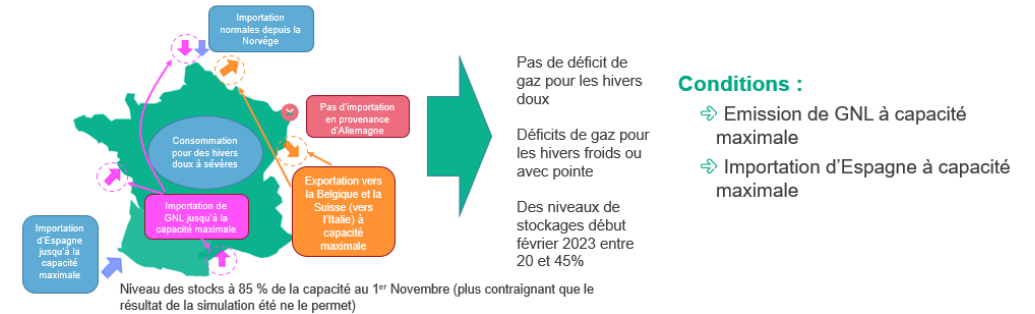 Importation
normales depuis la
Norvége
Pas d'importation
en provenance
d'Allemagne
Consommation
pour des hivers
doux à sévères
Importation de
GNL jusqu'à la
capacité maximale
Exportation vers
la Belgique et la
Suisse (vers
l'Italie) à
capacité
maximale
Importation
d'Espagne
jusqu'à la
capacité
maximale
Niveau des stocks à 85 % de la capacité au 1er Novembre (plus contraignant que le
résultat de la simulation été ne le permet)
Pas de déficit de
gaz pour les hivers
doux
Déficits de gaz pour
les hivers froids ou
avec pointe
Des niveaux de
stockages début
février 2023 entre
20 et 45%
Conditions :
Emission de GNL à capacité
maximale
Importation d'Espagne à capacité
maximale